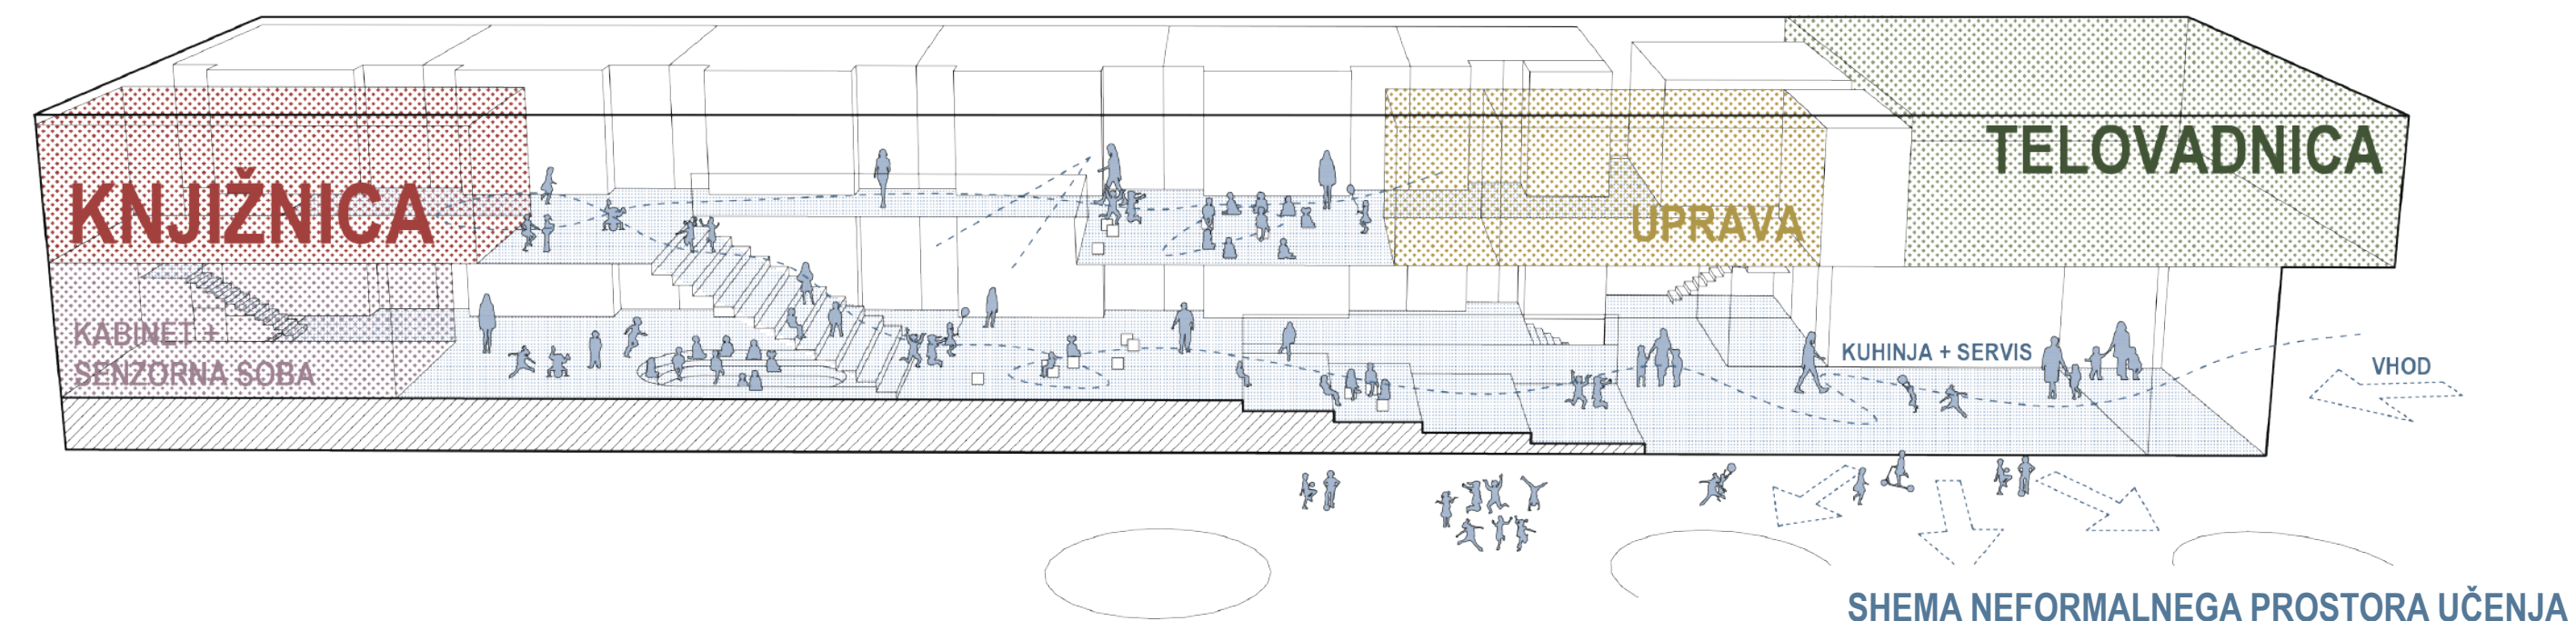 KNJIŽNICA
TELOVADNICA
UPRAVA
KABINET +
SENZORNA SOBA
KUHINJA + SERVIS
VHOD
SHEMA NEFORMALNEGA PROSTORA UČENJA